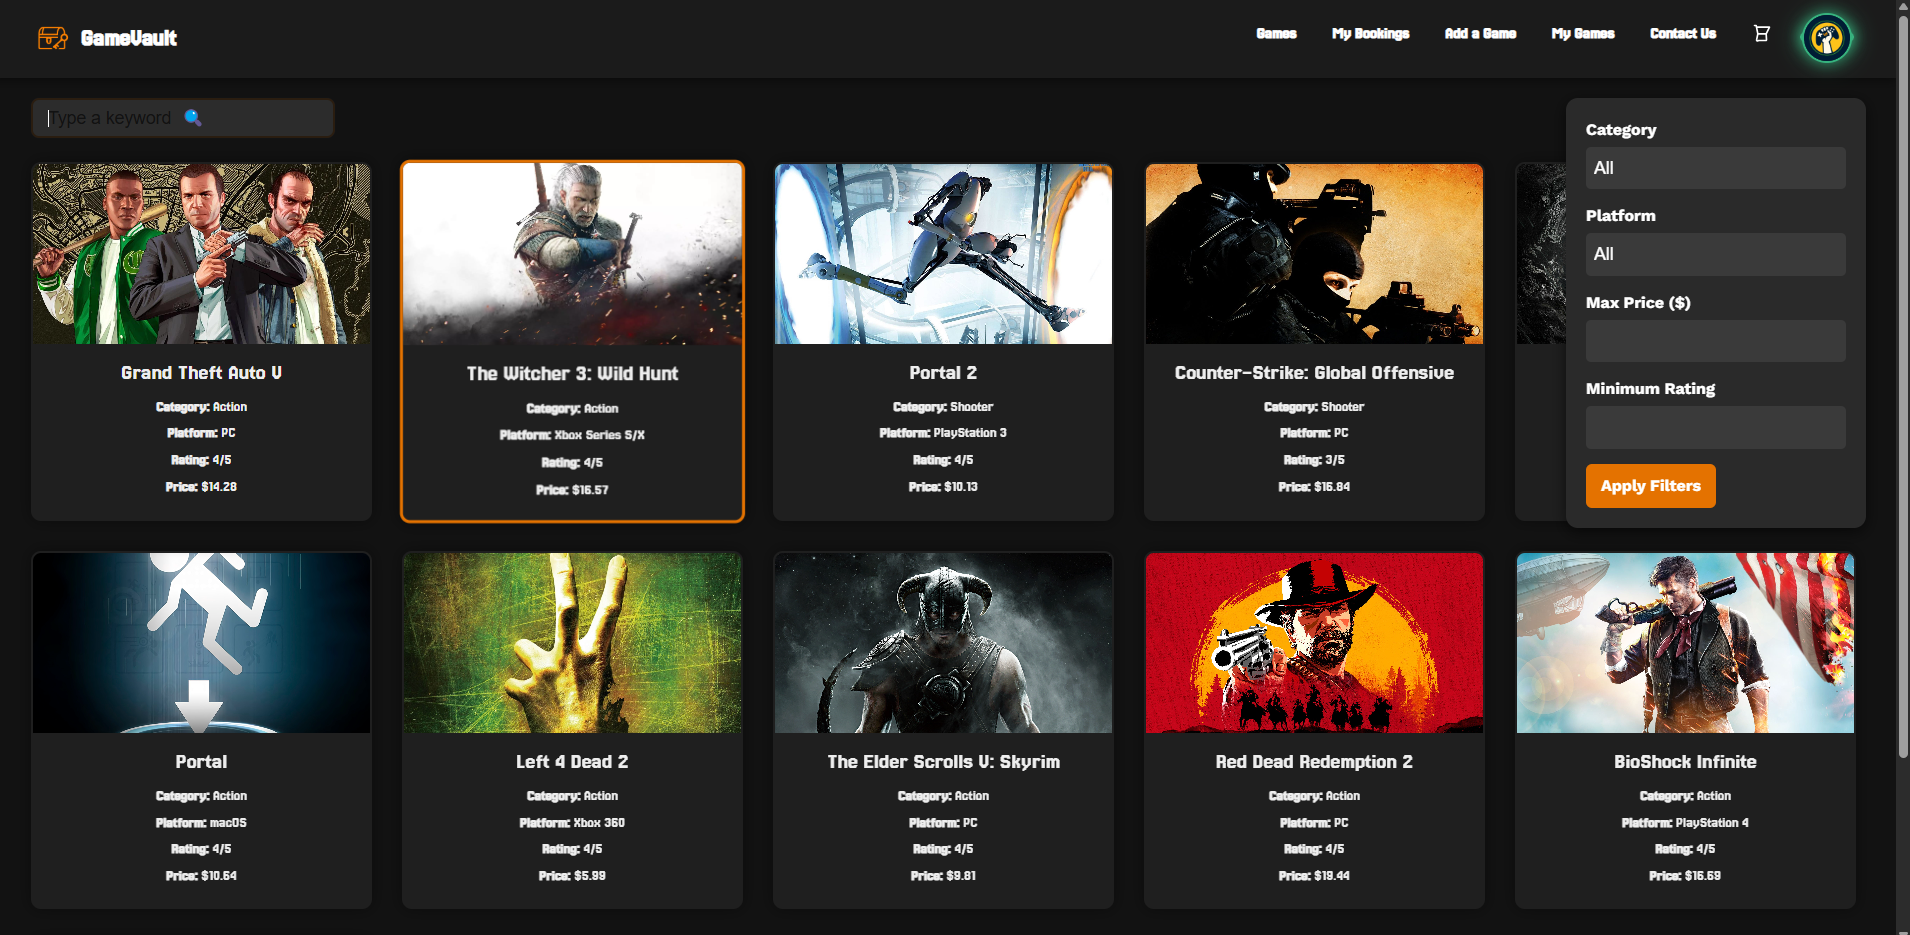 GameVault
Games
My Bookings
Add a Game
My Games
Contact Us
Type a keyword 🔍
Category
All
Platform
All
Max Price ($)
Minimum Rating
Apply Filters
Grand Theft Auto V
Category: Action
Platform: PC
Rating: 4/5
Price: $14.28
The Witcher 3: Wild Hunt
Category: Action
Platform: Xbox Series S/X
Rating: 4/5
Price: $16.57
Portal 2
Category: Shooter
Platform: PlayStation 3
Rating: 4/5
Price: $10.13
Counter-Strike: Global Offensive
Category: Shooter
Platform: PC
Rating: 3/5
Price: $16.84
Portal
Category: Action
Platform: macOS
Rating: 4/5
Price: $10.64
Left 4 Dead 2
Category: Action
Platform: Xbox 360
Rating: 4/5
Price: $5.99
The Elder Scrolls V: Skyrim
Category: Action
Platform: PC
Rating: 4/5
Price: $9.81
Red Dead Redemption 2
Category: Action
Platform: PC
Rating: 4/5
Price: $19.44
BioShock Infinite
Category: Action
Platform: PlayStation 4
Rating: 4/5
Price: $16.69